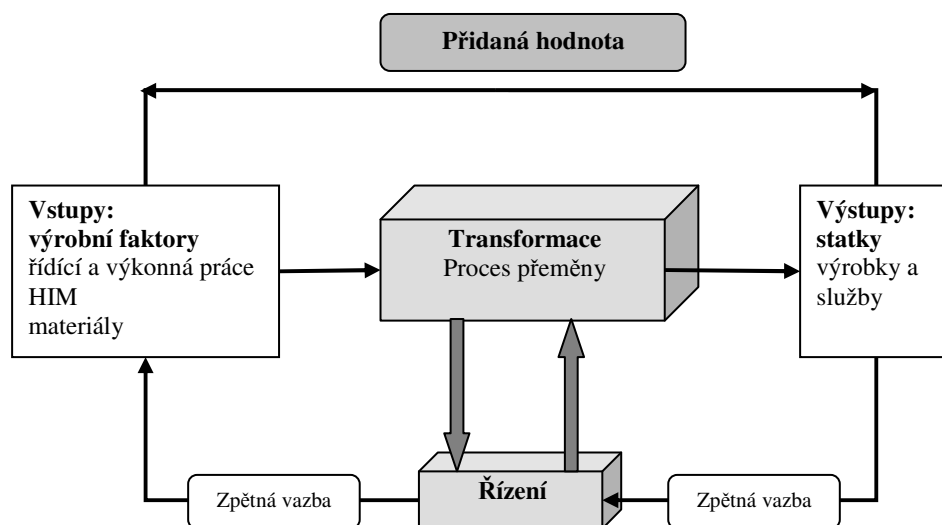 Přidaná hodnota
Vstupy:
výrobní faktory
řídící a výkonná práce
HIM
materiály
Transformace
Proces přeměny
Výstupy:
statky
výrobky a
služby
Zpětná vazba
Řízení
Zpětná vazba